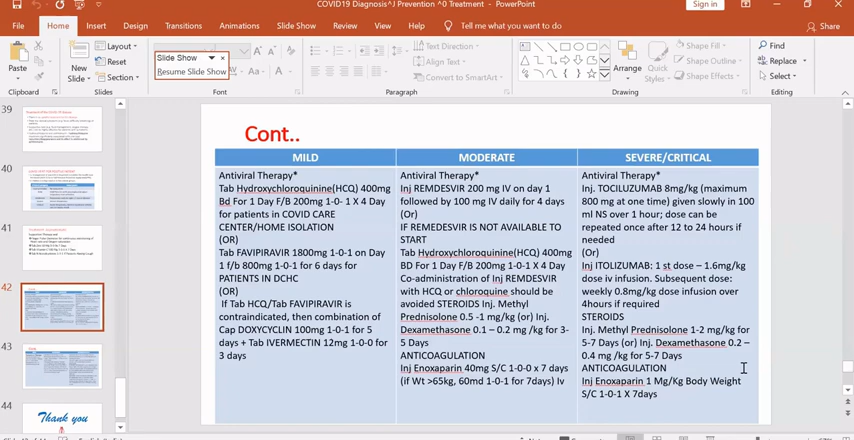 COVID19 Diagnosis^J Prevention ^0 Treatment - PowerPoint
Sign in
File Home Insert Design Transitions Animations Slide Show Review View Help Tell me what you want to do
Share
Paste
Clipboard
New
Slide
Layout
Reset
Section
Slide Show
Resume Slide Show
Aa
A
Font
Text Direction
Align Text
Convert to SmartArt
Paragraph
Arrange
Quick
Styles
Shape Fill
Shape Outline
Shape Effects
Drawing
Find
Replace
Select
Editing
39
40
41
42
43
44
Thank you
Cont..
MILD
Antiviral Therapy*
Tab Hydroxychloroquinine(HCQ) 400mg
Bd For 1 Day F/B 200mg 1-0- 1 X 4 Day
for patients in COVID CARE
CENTER/HOME ISOLATION
(OR)
Tab FAVIPIRAVIR 1800mg 1-0-1 on Day
1 f/b 800mg 1-0-1 for 6 days for
PATIENTS IN DCHC
(OR)
If Tab HCQ/Tab FAVIPIRAVIR is
contraindicated, then combination of
Cap DOXYCYCLIN 100mg 1-0-1 for 5
days + Tab IVERMECTIN 12mg 1-0-0 for
3 days
MODERATE
Antiviral Therapy*
Inj REMDESVIR 200 mg IV on day 1
followed by 100 mg IV daily for 4 days
(Or)
IF REMEDESVIR IS NOT AVAILABLE TO
START
Tab Hydroxychloroquinine(HCQ) 400mg
BD For 1 Day F/B 200mg 1-0-1 X 4 Day
Co-administration of Inj REMDESVIR
with HCQ or chloroquine should be
avoided STEROIDS Inj. Methyl
Prednisolone 0.5 -1 mg/kg (or) Inj.
Dexamethasone 0.1 – 0.2 mg /kg for 3-
5 Days
ANTICOAGULATION
Inj Enoxaparin 40mg S/C 1-0-0 x 7 days
(if Wt >65kg, 60md 1-0-1 for 7days) Iv
SEVERE/CRITICAL
Antiviral Therapy*
Inj. TOCILUZUMAB 8mg/kg (maximum
800 mg at one time) given slowly in 100
ml NS over 1 hour; dose can be
repeated once after 12 to 24 hours if
needed
(Or)
Inj ITOLIZUMAB: 1 st dose – 1.6mg/kg
dose iv infusion. Subsequent dose:
weekly 0.8mg/kg dose infusion over
4hours if required
STEROIDS
Inj. Methyl Prednisolone 1-2 mg/kg for
5-7 Days (or) Inj. Dexamethasone 0.2 –
0.4 mg /kg for 5-7 Days
ANTICOAGULATION
Inj Enoxaparin 1 Mg/Kg Body Weight
S/C 1-0-1 X 7days